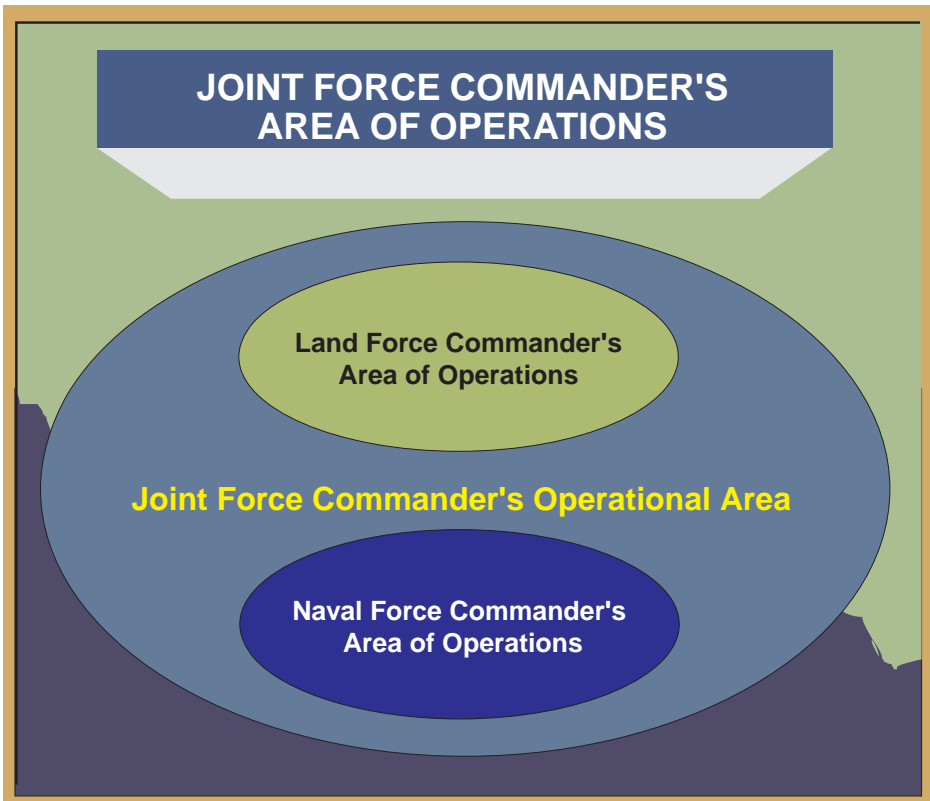 JOINT FORCE COMMANDER'S
AREA OF OPERATIONS
Land Force Commander's
Area of Operations
Joint Force Commander's Operational Area
Naval Force Commander's
Area of Operations